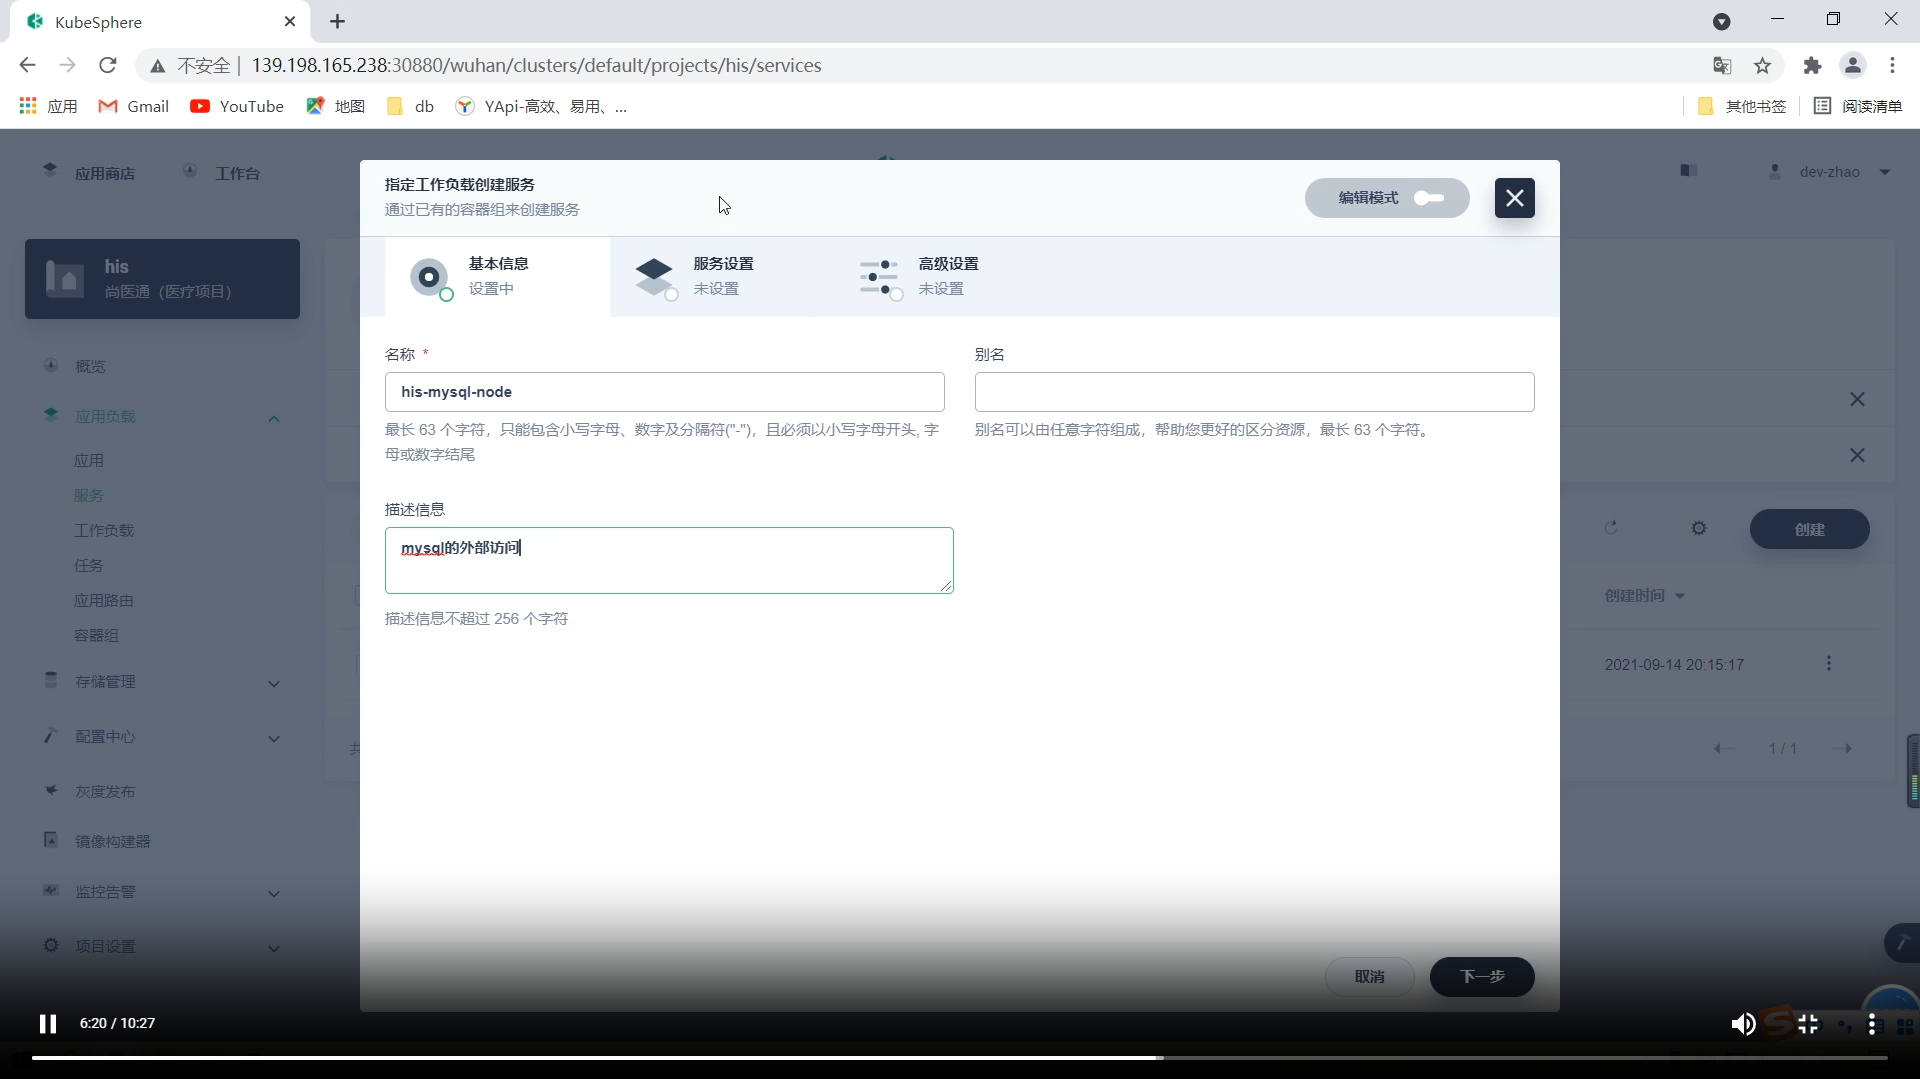 KubeSphere
不安全 | 139.198.165.238:30880/wuhan/clusters/default/projects/his/services
应用 Gmail YouTube 地图 db YApi-高效、易用、... 其他书签 阅读清单
应用商店 工作台 dev-zhao
指定工作负载创建服务
通过已有的容器组来创建服务
编辑模式
his
尚医通（医疗项目）
基本信息
设置中
服务设置
未设置
高级设置
未设置
概览
应用负载
应用
服务
工作负载
任务
应用路由
容器组
存储管理
配置中心
灰度发布
镜像构建器
监控告警
项目设置
名称 *
his-mysql-node
最长 63 个字符，只能包含小写字母、数字及分隔符("-")，且必须以小写字母开头, 字
母或数字结尾
别名
别名可以由任意字符组成，帮助您更好的区分资源，最长 63 个字符。
描述信息
mysql的外部访问
描述信息不超过 256 个字符
创建
创建时间
2021-09-14 20:15:17
1 / 1
取消
下一步
6:20 / 10:27